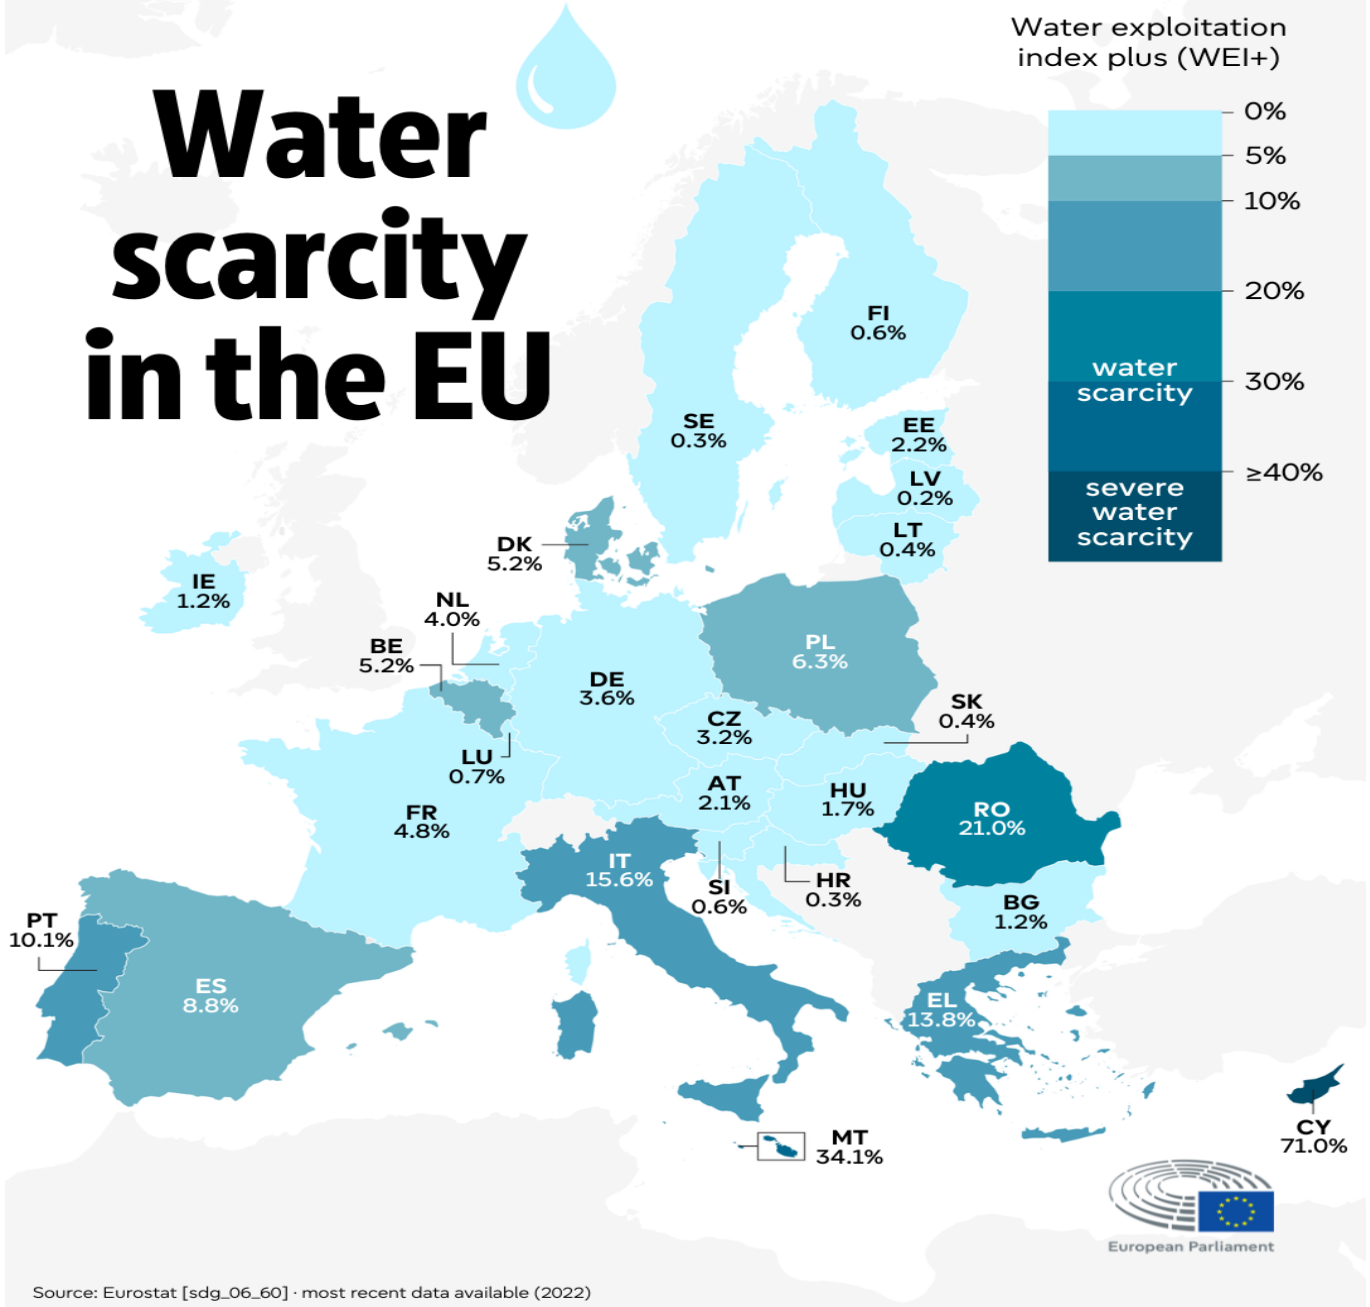 Water
scarcity
in the EU
Water exploitation
index plus (WEI+)
0%
5%
10%
20%
water
scarcity
30%
≥40%
severe
water
scarcity
FI
0.6%
SE
0.3%
EE
2.2%
LV
0.2%
LT
0.4%
DK
5.2%
IE
1.2%
NL
4.0%
BE
5.2%
PL
6.3%
DE
3.6%
SK
0.4%
CZ
3.2%
LU
0.7%
AT
2.1%
HU
1.7%
FR
4.8%
RO
21.0%
IT
15.6%
SI
0.6%
HR
0.3%
BG
1.2%
PT
10.1%
ES
8.8%
EL
13.8%
CY
71.0%
MT
34.1%
European Parliament
Source: Eurostat [sdg_06_60] · most recent data available (2022)